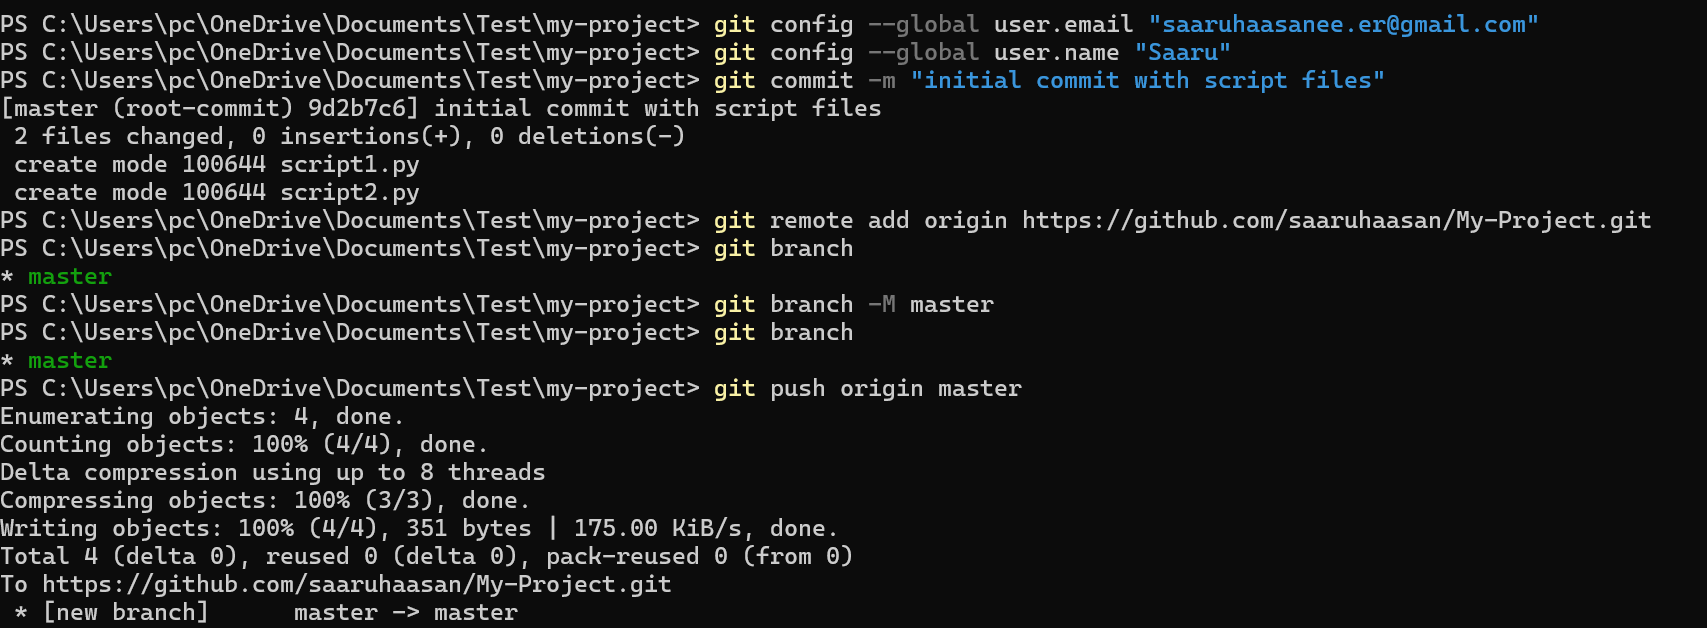 PS C:\Users\pc\OneDrive\Documents\Test\my-project> git config --global user.email "saaruhaasanee.er@gmail.com"
PS C:\Users\pc\OneDrive\Documents\Test\my-project> git config --global user.name "Saaru"
PS C:\Users\pc\OneDrive\Documents\Test\my-project> git commit -m "initial commit with script files"
[master (root-commit) 9d2b7c6] initial commit with script files
 2 files changed, 0 insertions(+), 0 deletions(-)
 create mode 100644 script1.py
 create mode 100644 script2.py
PS C:\Users\pc\OneDrive\Documents\Test\my-project> git remote add origin https://github.com/saaruhaasan/My-Project.git
PS C:\Users\pc\OneDrive\Documents\Test\my-project> git branch
* master
PS C:\Users\pc\OneDrive\Documents\Test\my-project> git branch -M master
PS C:\Users\pc\OneDrive\Documents\Test\my-project> git branch
* master
PS C:\Users\pc\OneDrive\Documents\Test\my-project> git push origin master
Enumerating objects: 4, done.
Counting objects: 100% (4/4), done.
Delta compression using up to 8 threads
Compressing objects: 100% (3/3), done.
Writing objects: 100% (4/4), 351 bytes | 175.00 KiB/s, done.
Total 4 (delta 0), reused 0 (delta 0), pack-reused 0 (from 0)
To https://github.com/saaruhaasan/My-Project.git
 * [new branch]      master -> master